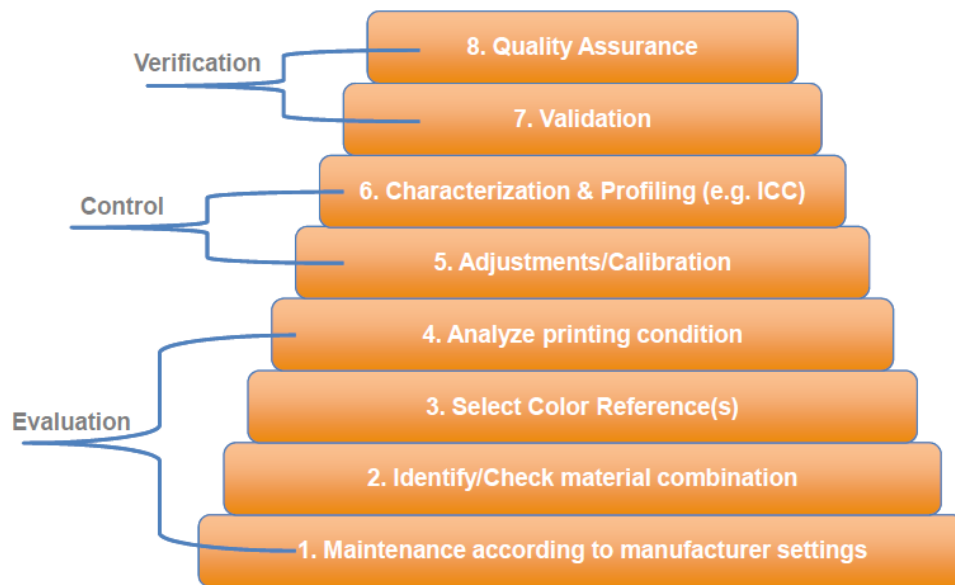 8. Quality Assurance
Verification
7. Validation
6. Characterization & Profiling (e.g. ICC)
Control
5. Adjustments/Calibration
4. Analyze printing condition
3. Select Color Reference(s)
Evaluation
2. Identify/Check material combination
1. Maintenance according to manufacturer settings